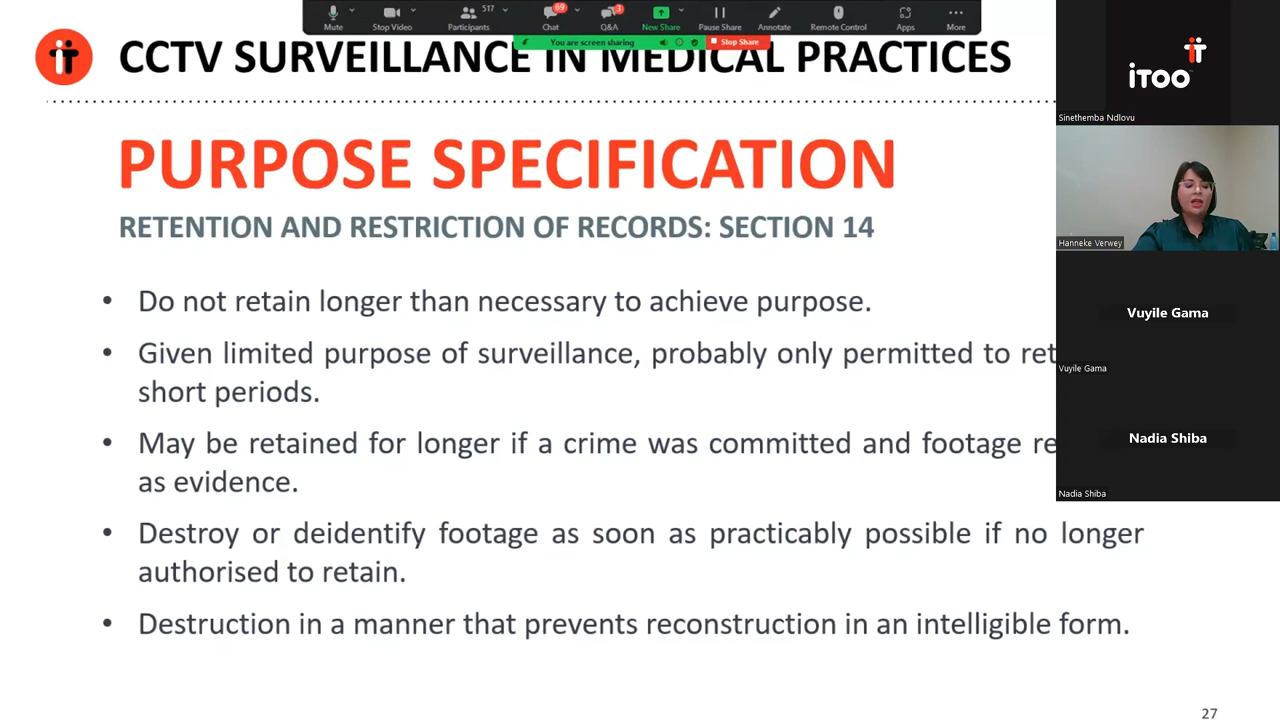 517
69
3
Mute
Stop Video
Participants
Chat
Q&A
New Share
Pause Share
Annotate
Remote Control
Apps
More
You are screen sharing
Stop Share
CCTV SURVEILLANCE IN MEDICAL PRACTICES
PURPOSE SPECIFICATION
RETENTION AND RESTRICTION OF RECORDS: SECTION 14
• Do not retain longer than necessary to achieve purpose.
• Given limited purpose of surveillance, probably only permitted to ret
short periods.
• May be retained for longer if a crime was committed and footage re
as evidence.
• Destroy or deidentify footage as soon as practicably possible if no longer
authorised to retain.
• Destruction in a manner that prevents reconstruction in an intelligible form.
27
iTOO
Sinethemba Ndlovu
Hanneke Verwey
Vuyile Gama
Vuyile Gama
Nadia Shiba
Nadia Shiba